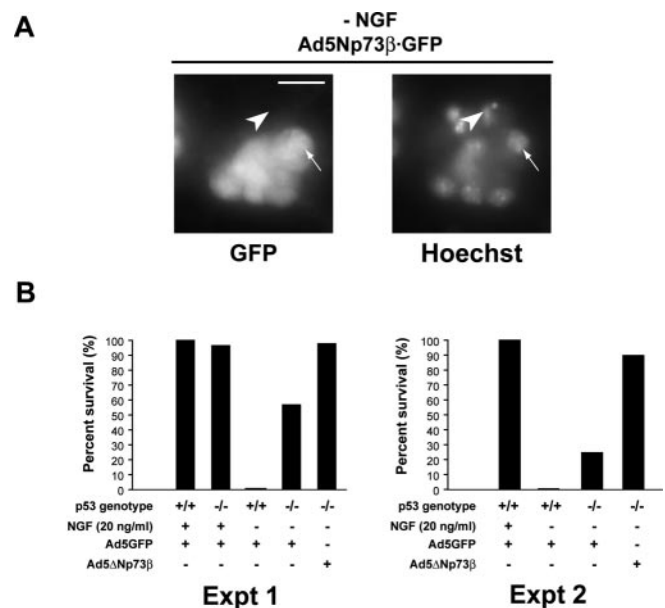 A
- NGF
Ad5Np73β·GFP
GFP
Hoechst
B
Percent survival (%)
100
90
80
70
60
50
40
30
20
10
0
p53 genotype +/+ -/- +/+ -/- -/-
NGF (20 ng/ml) + + - - -
Ad5GFP + + + + -
Ad5ΔNp73β - - - - +
Expt 1
Percent survival (%)
100
90
80
70
60
50
40
30
20
10
0
p53 genotype +/+ +/+ -/- -/-
NGF (20 ng/ml) + - - -
Ad5GFP + + + -
Ad5ΔNp73β - - - +
Expt 2